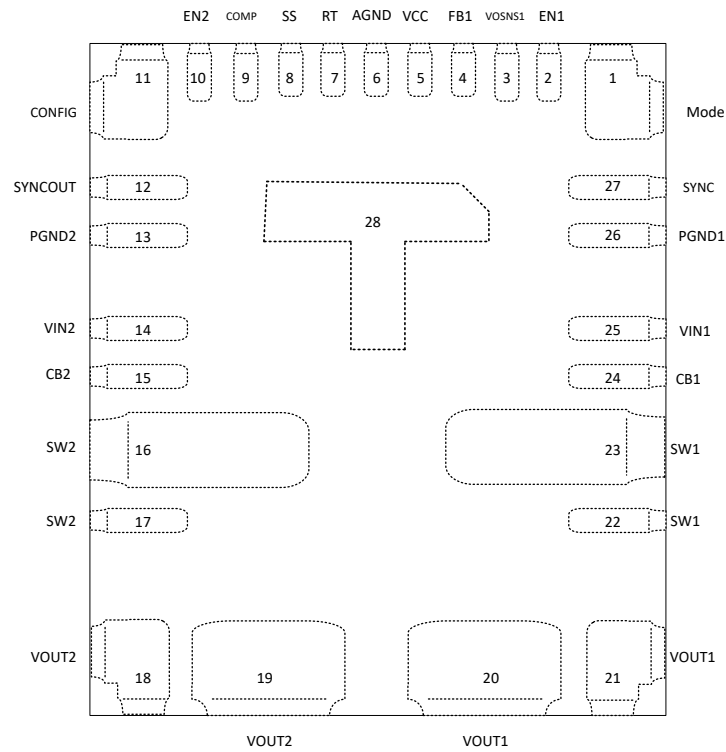 EN2 COMP SS RT AGND VCC FB1 VOSNS1 EN1
11 10 9 8 7 6 5 4 3 2 1
CONFIG Mode
SYNCOUT 12 27 SYNC
PGND2 13 28 26 PGND1
VIN2 14 25 VIN1
CB2 15 24 CB1
SW2 16 23 SW1
SW2 17 22 SW1
VOUT2 18 19 20 21 VOUT1
VOUT2 VOUT1